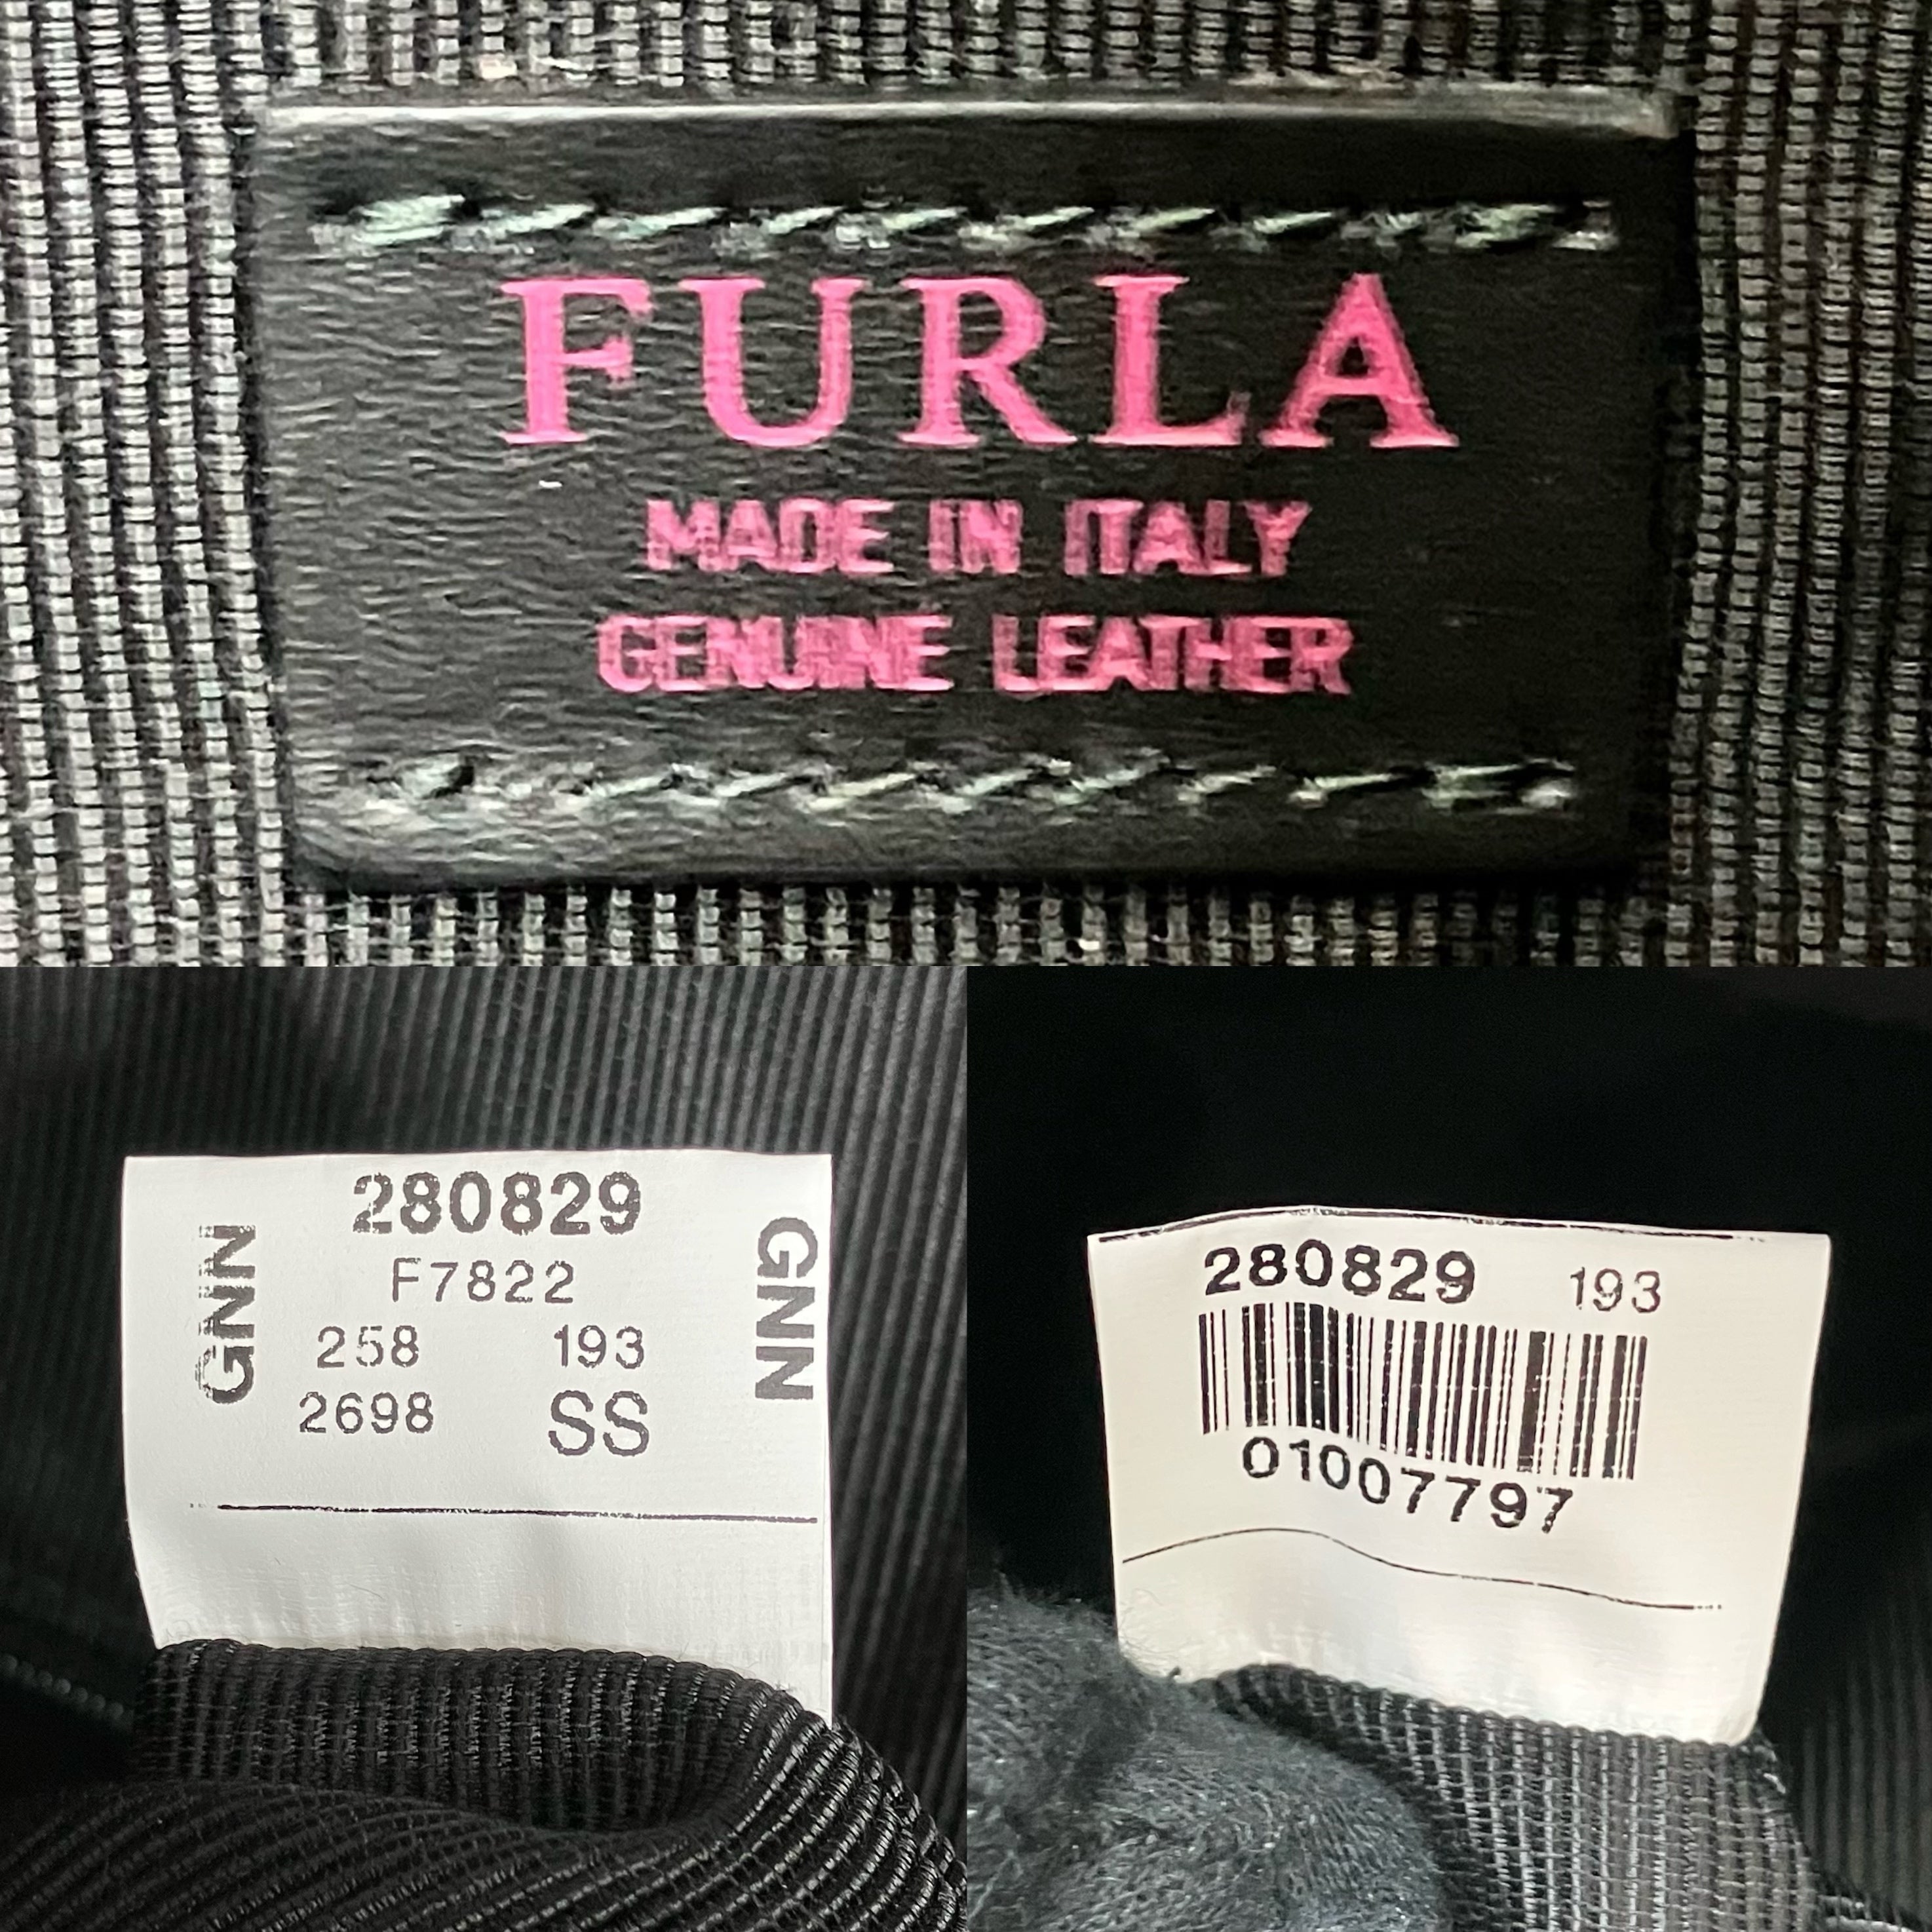 FURLA
MADE IN ITALY
GENUINE LEATHER
280829
GNN
F7822
GNN
258 193
2698 SS
280829 193
01007797